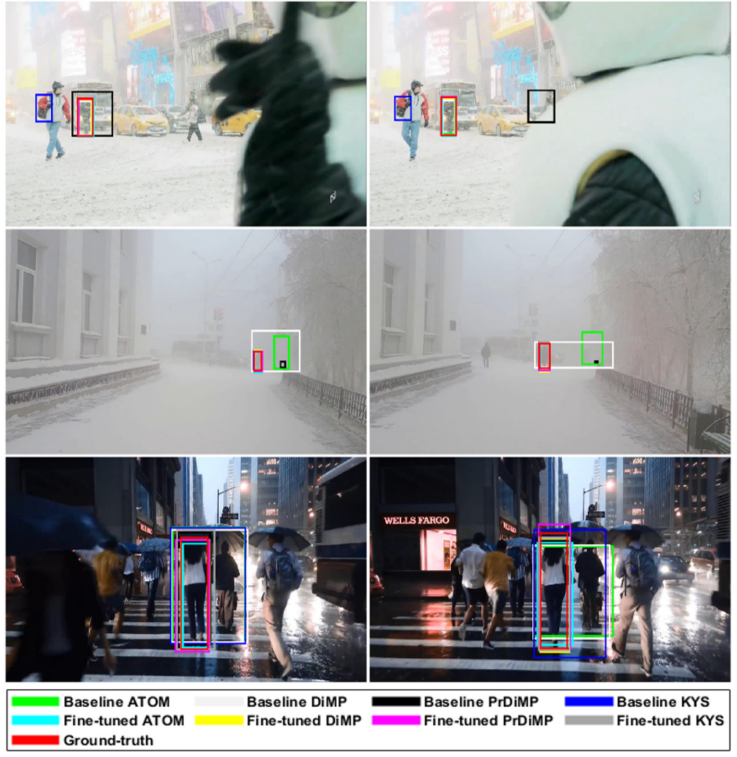 WELLS FARGO
Baseline ATOM Baseline DiMP Baseline PrDiMP Baseline KYS
Fine-tuned ATOM Fine-tuned DiMP Fine-tuned PrDiMP Fine-tuned KYS
Ground-truth